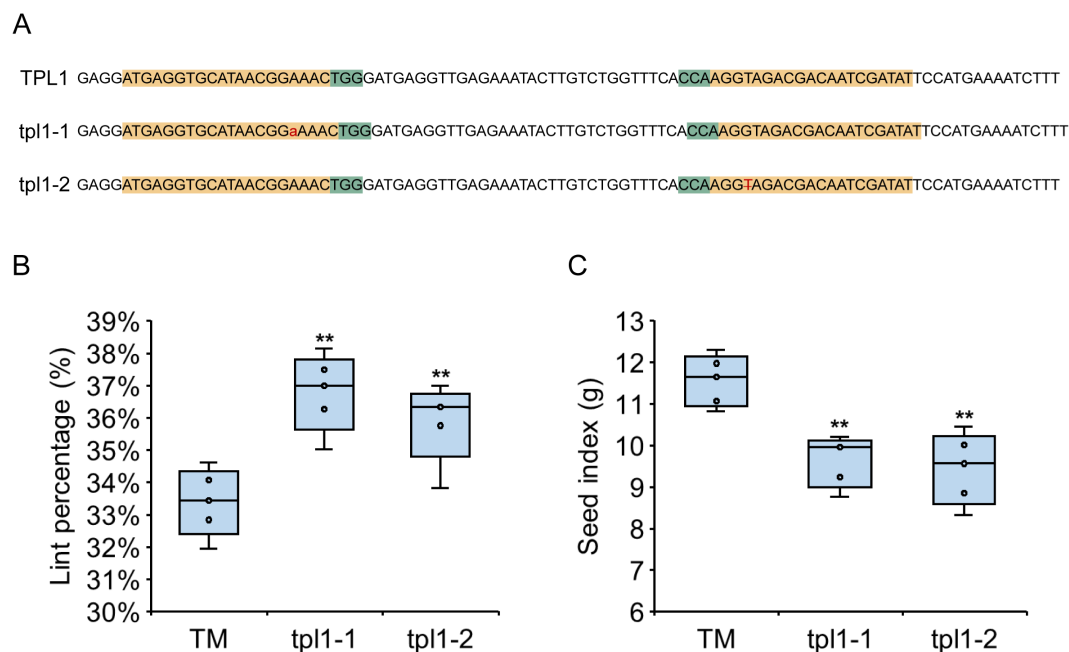 A
TPL1 GAGGATGAGGTGCATAACGGAAACTGGGATGAGGTTGAGAAATACTTGTCTGGTTTCACCAAGGTAGACGACAATCGATATTCCATGAAAATCTTT
tpl1-1 GAGGATGAGGTGCATAACGGaAAACTGGGATGAGGTTGAGAAATACTTGTCTGGTTTCACCAAGGTAGACGACAATCGATATTCCATGAAAATCTTT
tpl1-2 GAGGATGAGGTGCATAACGGAAACTGGGATGAGGTTGAGAAATACTTGTCTGGTTTCACCAAGGTAGACGACAATCGATATTCCATGAAAATCTTT
B
Lint percentage (%)
39%
38%
37%
36%
35%
34%
33%
32%
31%
30%
**
**
TM tpl1-1 tpl1-2
C
Seed index (g)
13
12
11
10
9
8
7
6
**
**
TM tpl1-1 tpl1-2